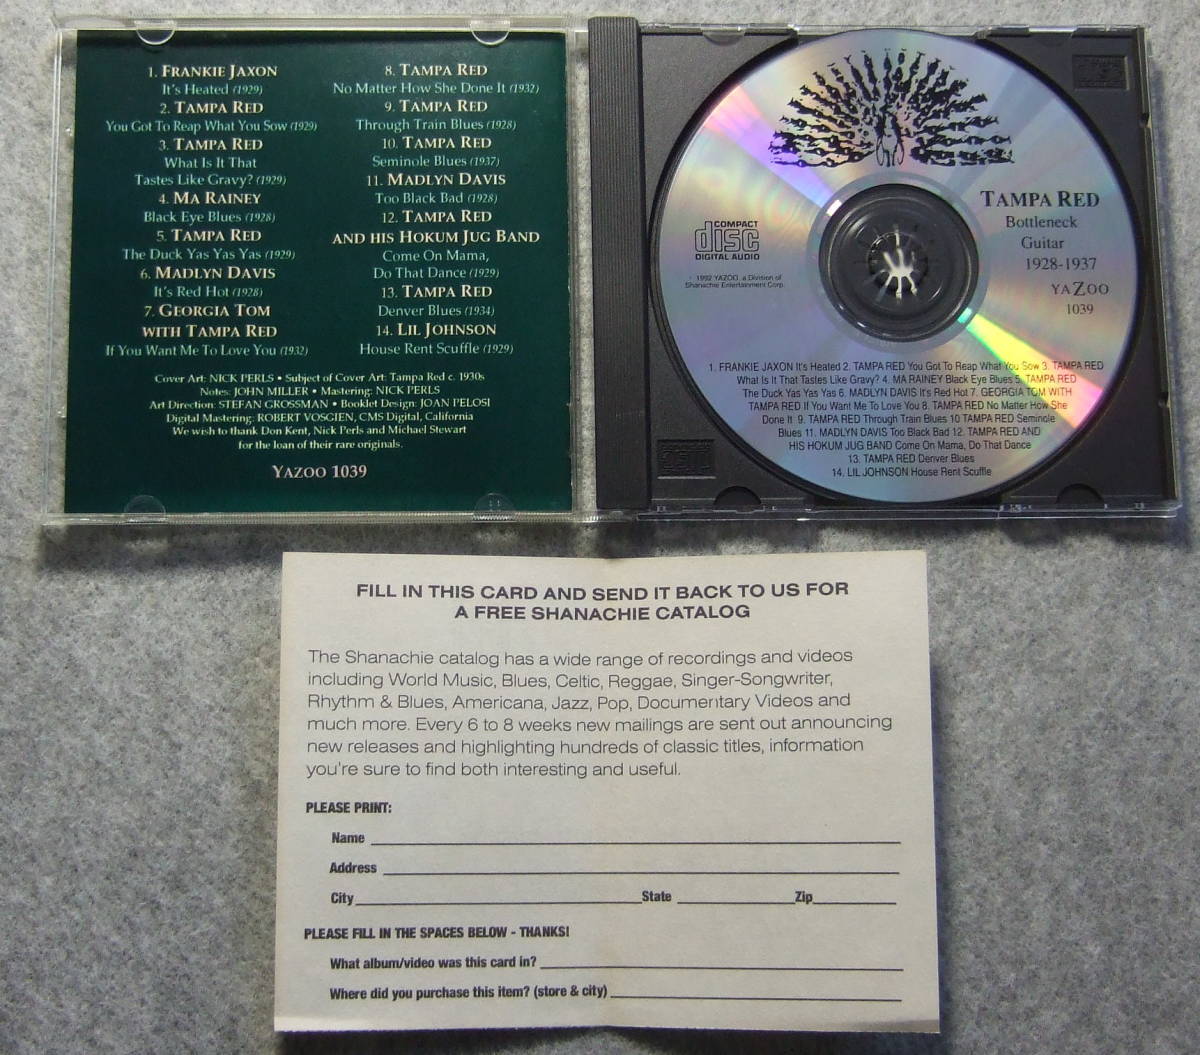 1. FRANKIE JAXON
It's Heated (1929)
2. TAMPA RED
You Got To Reap What You Sow (1929)
3. TAMPA RED
What Is It That
Tastes Like Gravy? (1929)
4. MA RAINEY
Black Eye Blues (1928)
5. TAMPA RED
The Duck Yas Yas Yas (1929)
6. MADLYN DAVIS
It's Red Hot (1928)
7. GEORGIA TOM
WITH TAMPA RED
If You Want Me To Love You (1932)
8. TAMPA RED
No Matter How She Done It (1932)
9. TAMPA RED
Through Train Blues (1928)
10. TAMPA RED
Seminole Blues (1937)
11. MADLYN DAVIS
Too Black Bad (1928)
12. TAMPA RED
AND HIS HOKUM JUG BAND
Come On Mama,
Do That Dance (1929)
13. TAMPA RED
Denver Blues (1934)
14. LIL JOHNSON
House Rent Scuffle (1929)
Cover Art: NICK PERLS • Subject of Cover Art: Tampa Red c. 1930s
Notes: JOHN MILLER • Mastering: NICK PERLS
Art Direction: STEFAN GROSSMAN • Booklet Design: JOAN PELOSI
Digital Mastering: ROBERT VOSGIEN, CMS Digital, California
We wish to thank Don Kent, Nick Perls and Michael Stewart
for the loan of their rare originals.
YAZOO 1039
TAMPA RED
Bottleneck
Guitar
1928-1937
YAZOO
1039
COMPACT
disc
DIGITAL AUDIO
1992 YAZOO, a Division of
Shanachie Entertainment Corp.
1. FRANKIE JAXON It's Heated 2. TAMPA RED You Got To Reap What You Sow 3. TAMPA RED
What Is It That Tastes Like Gravy? 4. MA RAINEY Black Eye Blues 5. TAMPA RED
The Duck Yas Yas Yas 6. MADLYN DAVIS It's Red Hot 7. GEORGIA TOM WITH
TAMPA RED If You Want Me To Love You 8. TAMPA RED No Matter How She
Done It 9. TAMPA RED Through Train Blues 10 TAMPA RED Seminole
Blues 11. MADLYN DAVIS Too Black Bad 12. TAMPA RED AND
HIS HOKUM JUG BAND Come On Mama, Do That Dance
13. TAMPA RED Denver Blues
14. LIL JOHNSON House Rent Scuffle
FILL IN THIS CARD AND SEND IT BACK TO US FOR
A FREE SHANACHIE CATALOG
The Shanachie catalog has a wide range of recordings and videos
including World Music, Blues, Celtic, Reggae, Singer-Songwriter,
Rhythm & Blues, Americana, Jazz, Pop, Documentary Videos and
much more. Every 6 to 8 weeks new mailings are sent out announcing
new releases and highlighting hundreds of classic titles, information
you're sure to find both interesting and useful.
PLEASE PRINT:
Name
Address
City State Zip
PLEASE FILL IN THE SPACES BELOW - THANKS!
What album/video was this card in?
Where did you purchase this item? (store & city)